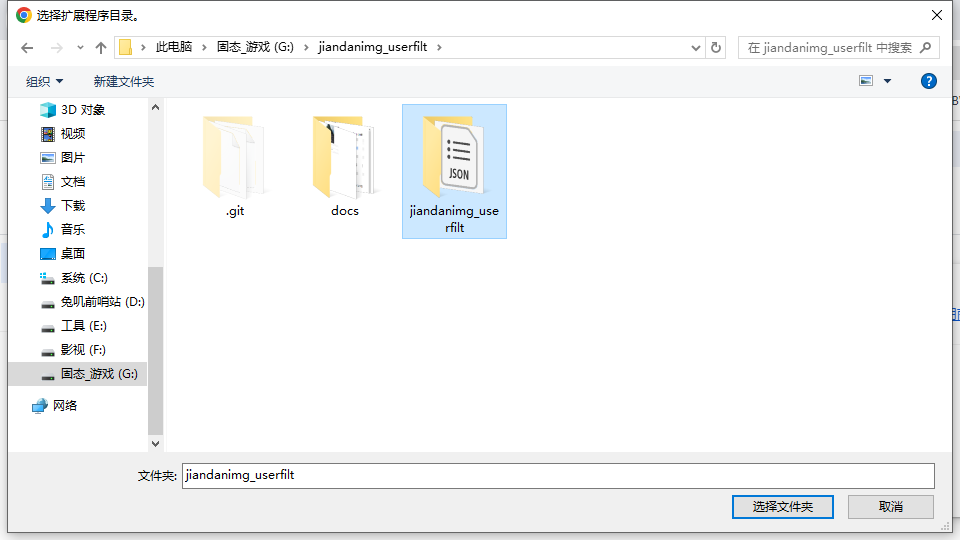 选择扩展程序目录。
此电脑 固态_游戏 (G:) jiandanimg_userfilt
在 jiandanimg_userfilt 中搜索
组织 新建文件夹
3D 对象
视频
图片
文档
下载
音乐
桌面
系统 (C:)
兔叽前哨站 (D:)
工具 (E:)
影视 (F:)
固态_游戏 (G:)
网络
.git
docs
JSON
jiandanimg_use
rfilt
文件夹: jiandanimg_userfilt
选择文件夹 取消